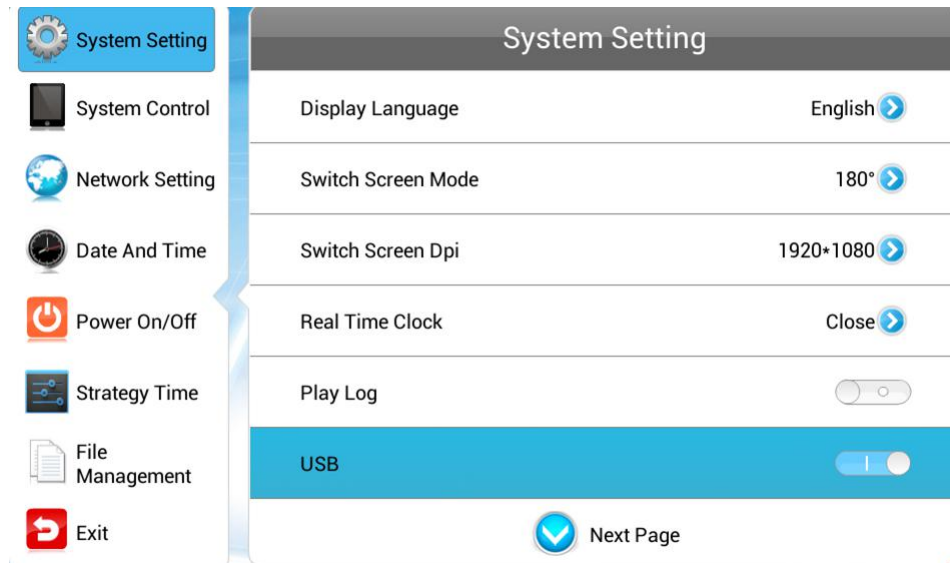 System Setting
System Control
Network Setting
Date And Time
Power On/Off
Strategy Time
File
Management
Exit
System Setting
Display Language English
Switch Screen Mode 180°
Switch Screen Dpi 1920*1080
Real Time Clock Close
Play Log
USB
Next Page